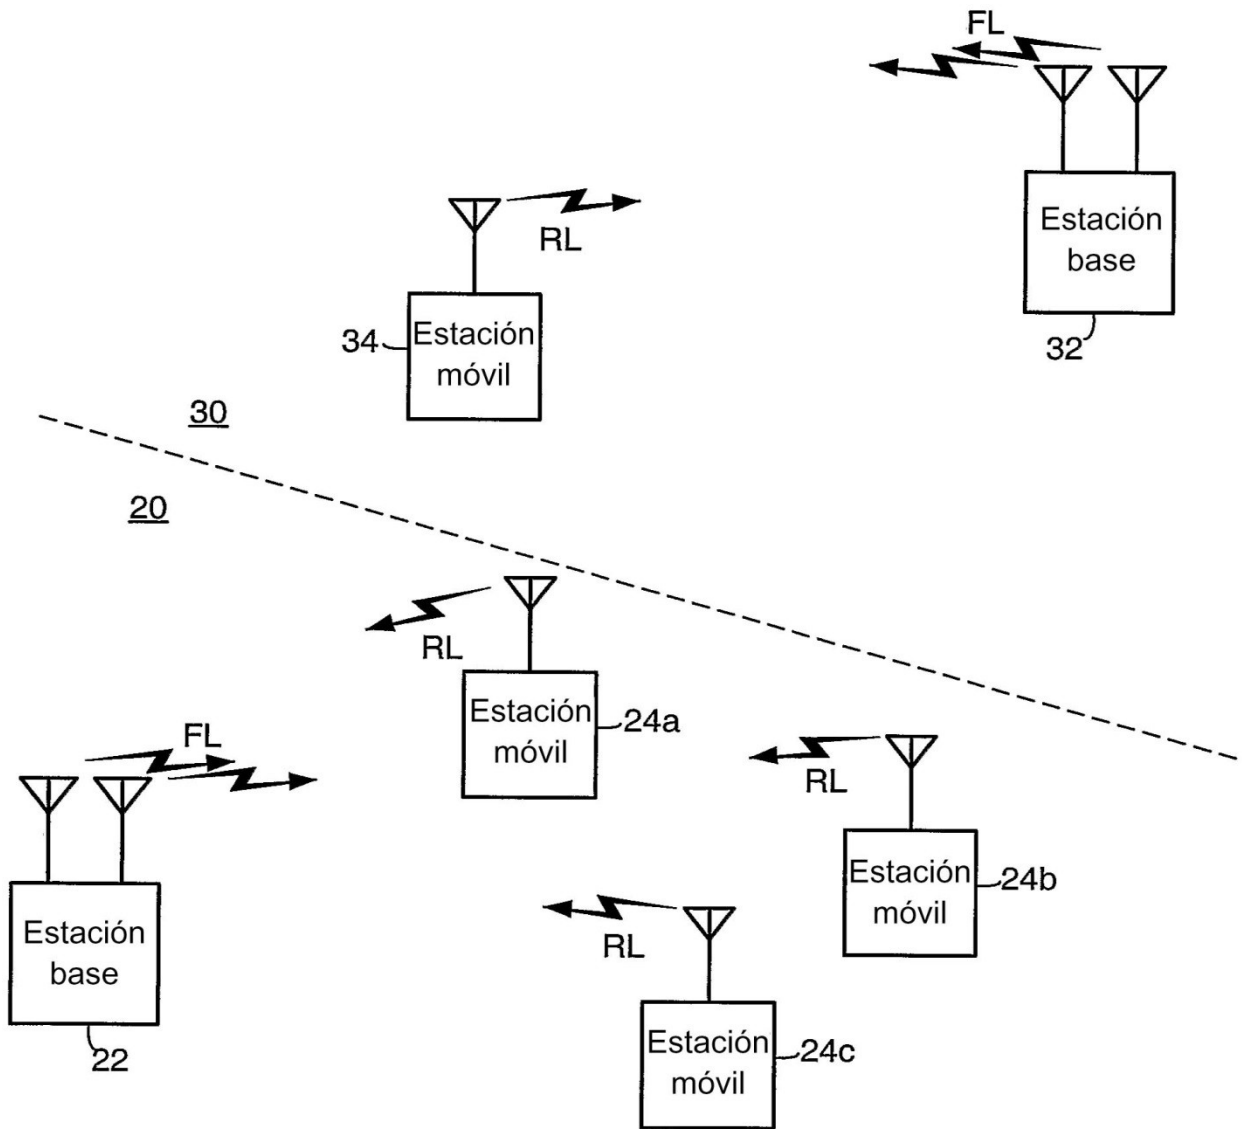 FL
RL
Estación
base
32
34
Estación
móvil
30
20
RL
Estación
móvil
24a
FL
RL
Estación
móvil
24b
Estación
base
22
RL
Estación
móvil
24c